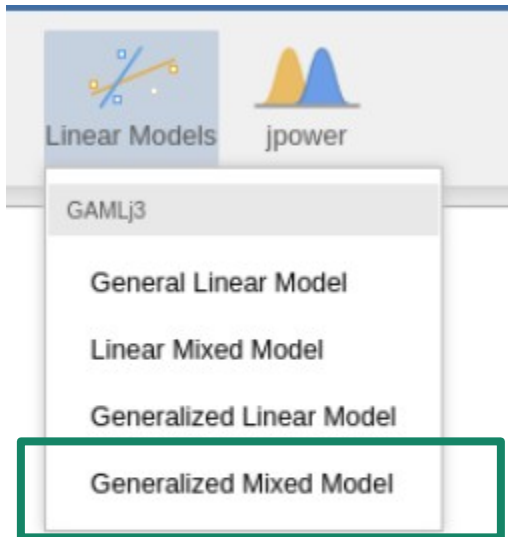 Linear Models
jpower
GAMLj3
General Linear Model
Linear Mixed Model
Generalized Linear Model
Generalized Mixed Model